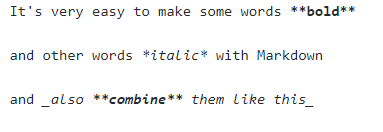 It's very easy to make some words **bold**
and other words *italic* with Markdown
and _also **combine** them like this_